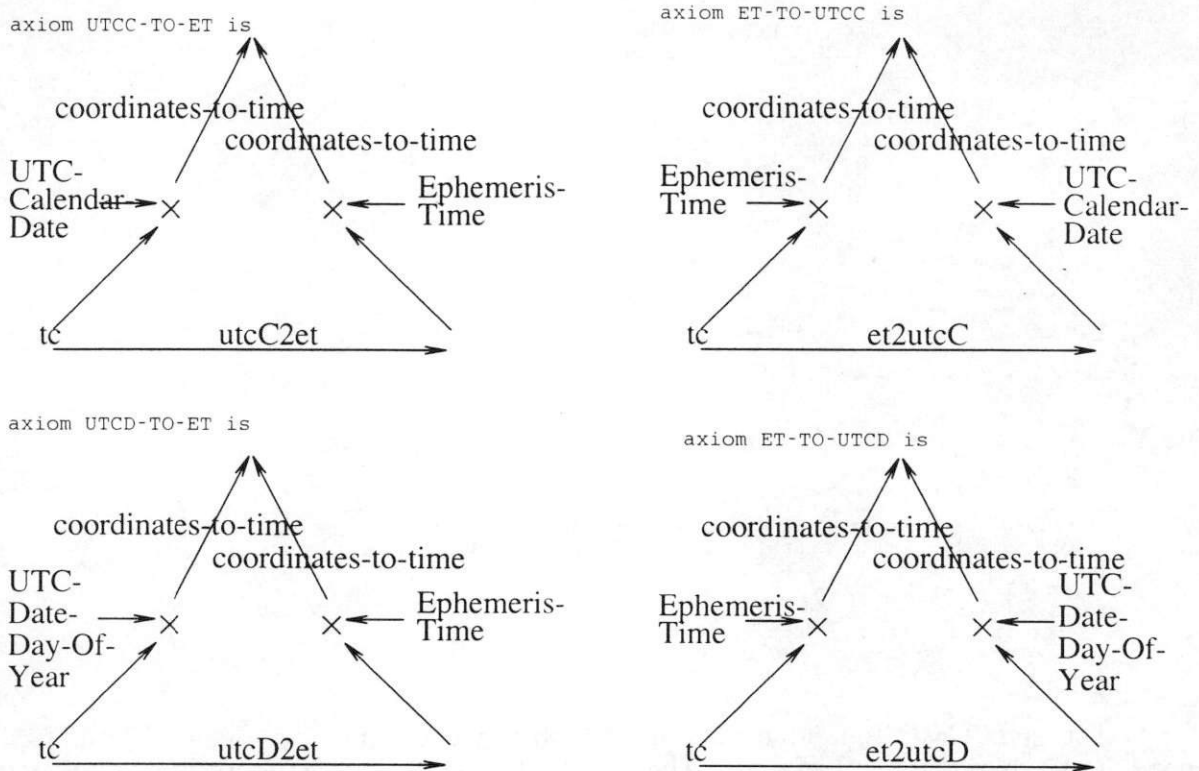 axiom UTCC-TO-ET is
coordinates-to-time
coordinates-to-time
UTC-
Calendar-
Date
×
×
Ephemeris-
Time
tc
utcC2et
axiom ET-TO-UTCC is
coordinates-to-time
coordinates-to-time
Ephemeris-
Time
×
×
UTC-
Calendar-
Date
tc
et2utcC
axiom UTCD-TO-ET is
coordinates-to-time
coordinates-to-time
UTC-
Date-
Day-Of-
Year
×
×
Ephemeris-
Time
tc
utcD2et
axiom ET-TO-UTCD is
coordinates-to-time
coordinates-to-time
Ephemeris-
Time
×
×
UTC-
Date-
Day-Of-
Year
tc
et2utcD